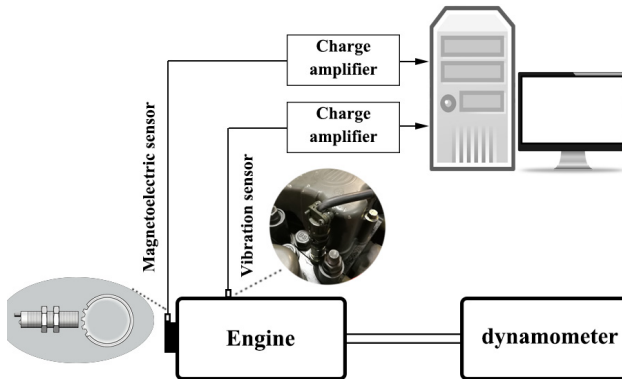 Charge
amplifier
Charge
amplifier
Magnetoelectric sensor
Vibration sensor
Engine
dynamometer